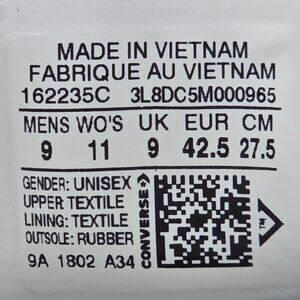 MADE IN VIETNAM
FABRIQUE AU VIETNAM
162235C 3L8DC5M000965
MENS WO'S UK EUR CM
9 11 9 42.5 27.5
GENDER: UNISEX
UPPER TEXTILE
LINING: TEXTILE
OUTSOLE: RUBBER
9A 1802 A34
CONVERSE